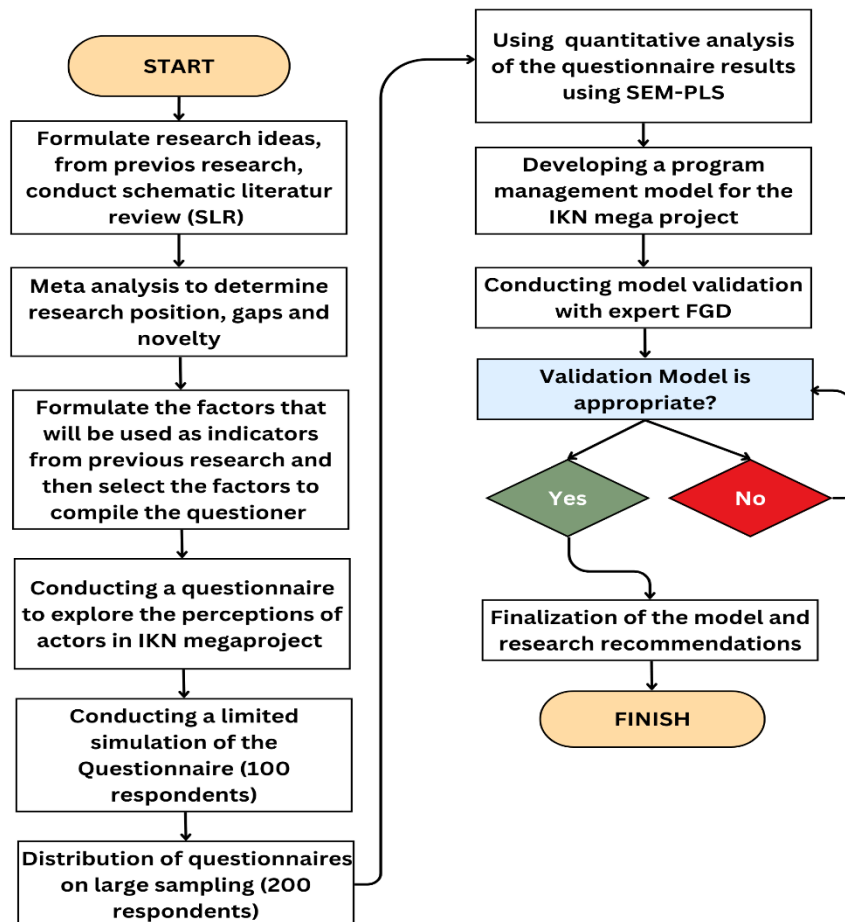 START
Formulate research ideas,
from previos research,
conduct schematic literatur
review (SLR)
Meta analysis to determine
research position, gaps and
novelty
Formulate the factors that
will be used as indicators
from previous research and
then select the factors to
compile the questioner
Conducting a questionnaire
to explore the perceptions of
actors in IKN megaproject
Conducting a limited
simulation of the
Questionnaire (100
respondents)
Distribution of questionnaires
on large sampling (200
respondents)
Using quantitative analysis
of the questionnaire results
using SEM-PLS
Developing a program
management model for the
IKN mega project
Conducting model validation
with expert FGD
Validation Model is
appropriate?
Yes
No
Finalization of the model and
research recommendations
FINISH